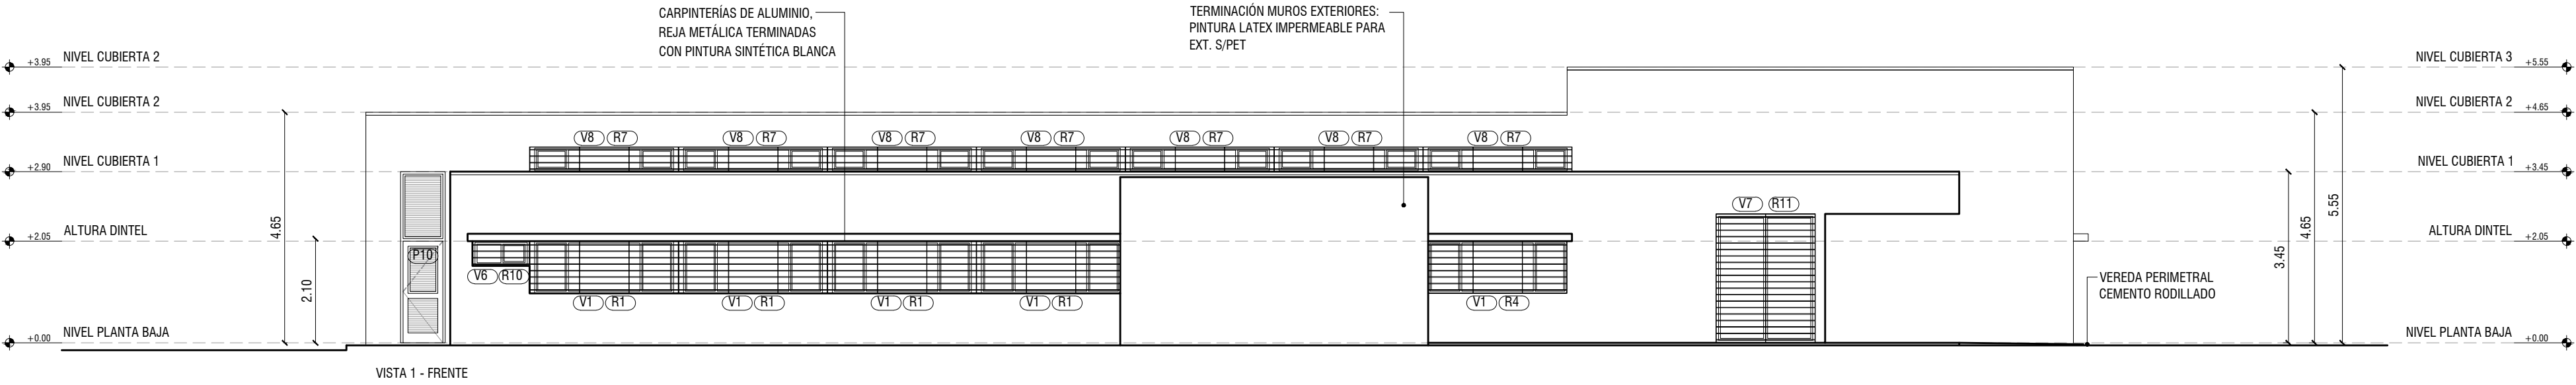 CARPINTERÍAS DE ALUMINIO,
REJA METÁLICA TERMINADAS
CON PINTURA SINTÉTICA BLANCA
TERMINACIÓN MUROS EXTERIORES:
PINTURA LATEX IMPERMEABLE PARA
EXT. S/PET
+3.95 NIVEL CUBIERTA 2
NIVEL CUBIERTA 3 +5.55
+3.95 NIVEL CUBIERTA 2
NIVEL CUBIERTA 2 +4.65
V8 R7 V8 R7 V8 R7 V8 R7 V8 R7 V8 R7 V8 R7
+2.90 NIVEL CUBIERTA 1
NIVEL CUBIERTA 1 +3.45
V7 R11
4.65
4.65
5.55
+2.05 ALTURA DINTEL
ALTURA DINTEL +2.05
P10
3.45
V6 R10
2.10
VEREDA PERIMETRAL
CEMENTO RODILLADO
V1 R1 V1 R1 V1 R1 V1 R1 V1 R4
+0.00 NIVEL PLANTA BAJA
NIVEL PLANTA BAJA +0.00
VISTA 1 - FRENTE